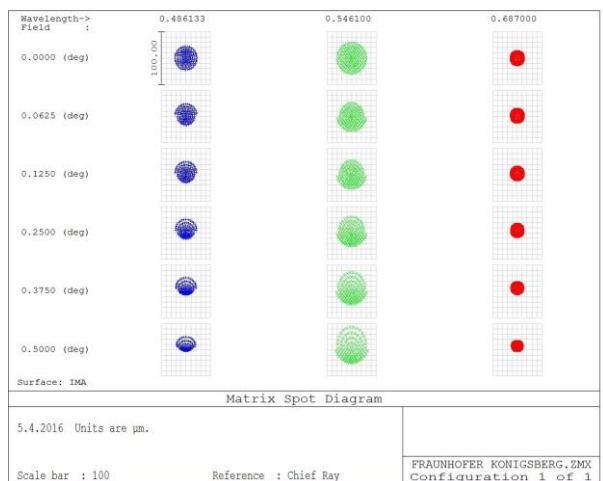 Wavelength-> 0.486133 0.546100 0.687000
Field :
0.0000 (deg) 100.00
0.0625 (deg)
0.1250 (deg)
0.2500 (deg)
0.3750 (deg)
0.5000 (deg)
Surface: IMA
Matrix Spot Diagram
5.4.2016 Units are µm.
Scale bar : 100 Reference : Chief Ray
FRAUNHOFER KONIGSBERG.ZMX
Configuration 1 of 1